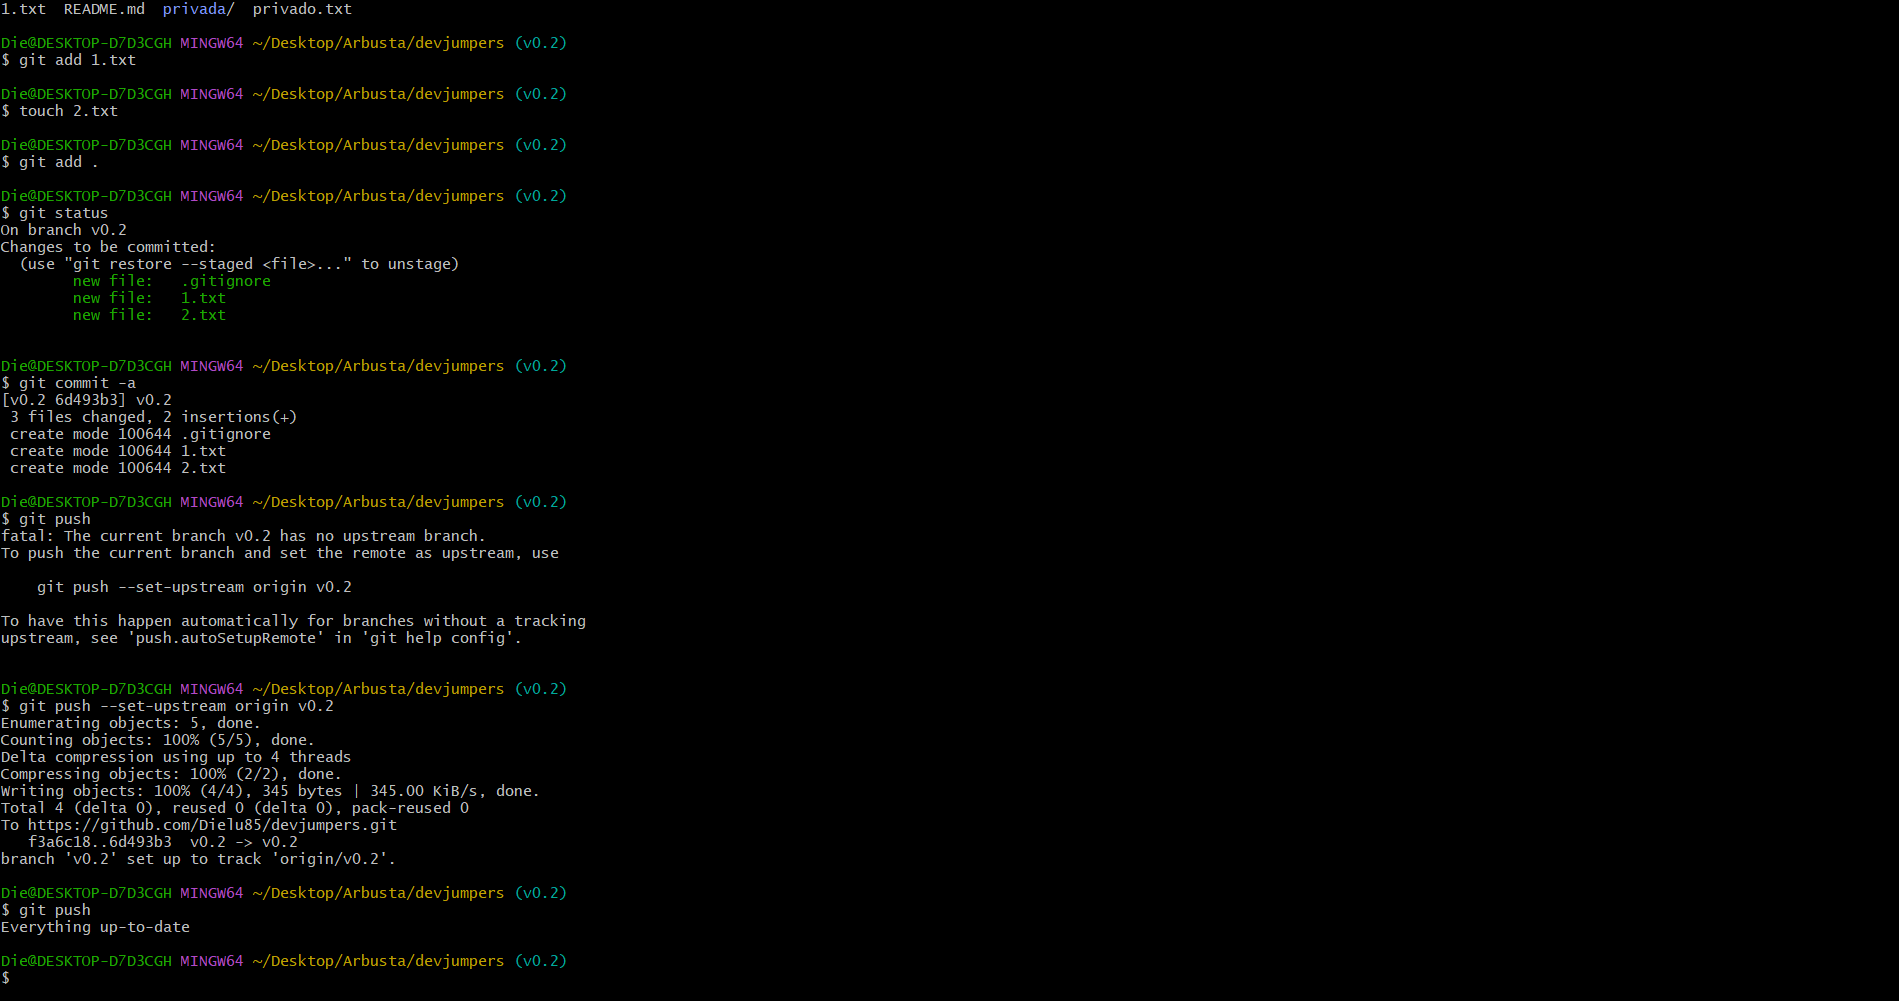 1.txt  README.md  privada/  privado.txt
Die@DESKTOP-D7D3CGH MINGW64 ~/Desktop/Arbusta/devjumpers (v0.2)
$ git add 1.txt
Die@DESKTOP-D7D3CGH MINGW64 ~/Desktop/Arbusta/devjumpers (v0.2)
$ touch 2.txt
Die@DESKTOP-D7D3CGH MINGW64 ~/Desktop/Arbusta/devjumpers (v0.2)
$ git add .
Die@DESKTOP-D7D3CGH MINGW64 ~/Desktop/Arbusta/devjumpers (v0.2)
$ git status
On branch v0.2
Changes to be committed:
  (use "git restore --staged <file>..." to unstage)
        new file:   .gitignore
        new file:   1.txt
        new file:   2.txt
Die@DESKTOP-D7D3CGH MINGW64 ~/Desktop/Arbusta/devjumpers (v0.2)
$ git commit -a
[v0.2 6d493b3] v0.2
 3 files changed, 2 insertions(+)
 create mode 100644 .gitignore
 create mode 100644 1.txt
 create mode 100644 2.txt
Die@DESKTOP-D7D3CGH MINGW64 ~/Desktop/Arbusta/devjumpers (v0.2)
$ git push
fatal: The current branch v0.2 has no upstream branch.
To push the current branch and set the remote as upstream, use
    git push --set-upstream origin v0.2
To have this happen automatically for branches without a tracking
upstream, see 'push.autoSetupRemote' in 'git help config'.
Die@DESKTOP-D7D3CGH MINGW64 ~/Desktop/Arbusta/devjumpers (v0.2)
$ git push --set-upstream origin v0.2
Enumerating objects: 5, done.
Counting objects: 100% (5/5), done.
Delta compression using up to 4 threads
Compressing objects: 100% (2/2), done.
Writing objects: 100% (4/4), 345 bytes | 345.00 KiB/s, done.
Total 4 (delta 0), reused 0 (delta 0), pack-reused 0
To https://github.com/Dielu85/devjumpers.git
   f3a6c18..6d493b3  v0.2 -> v0.2
branch 'v0.2' set up to track 'origin/v0.2'.
Die@DESKTOP-D7D3CGH MINGW64 ~/Desktop/Arbusta/devjumpers (v0.2)
$ git push
Everything up-to-date
Die@DESKTOP-D7D3CGH MINGW64 ~/Desktop/Arbusta/devjumpers (v0.2)
$